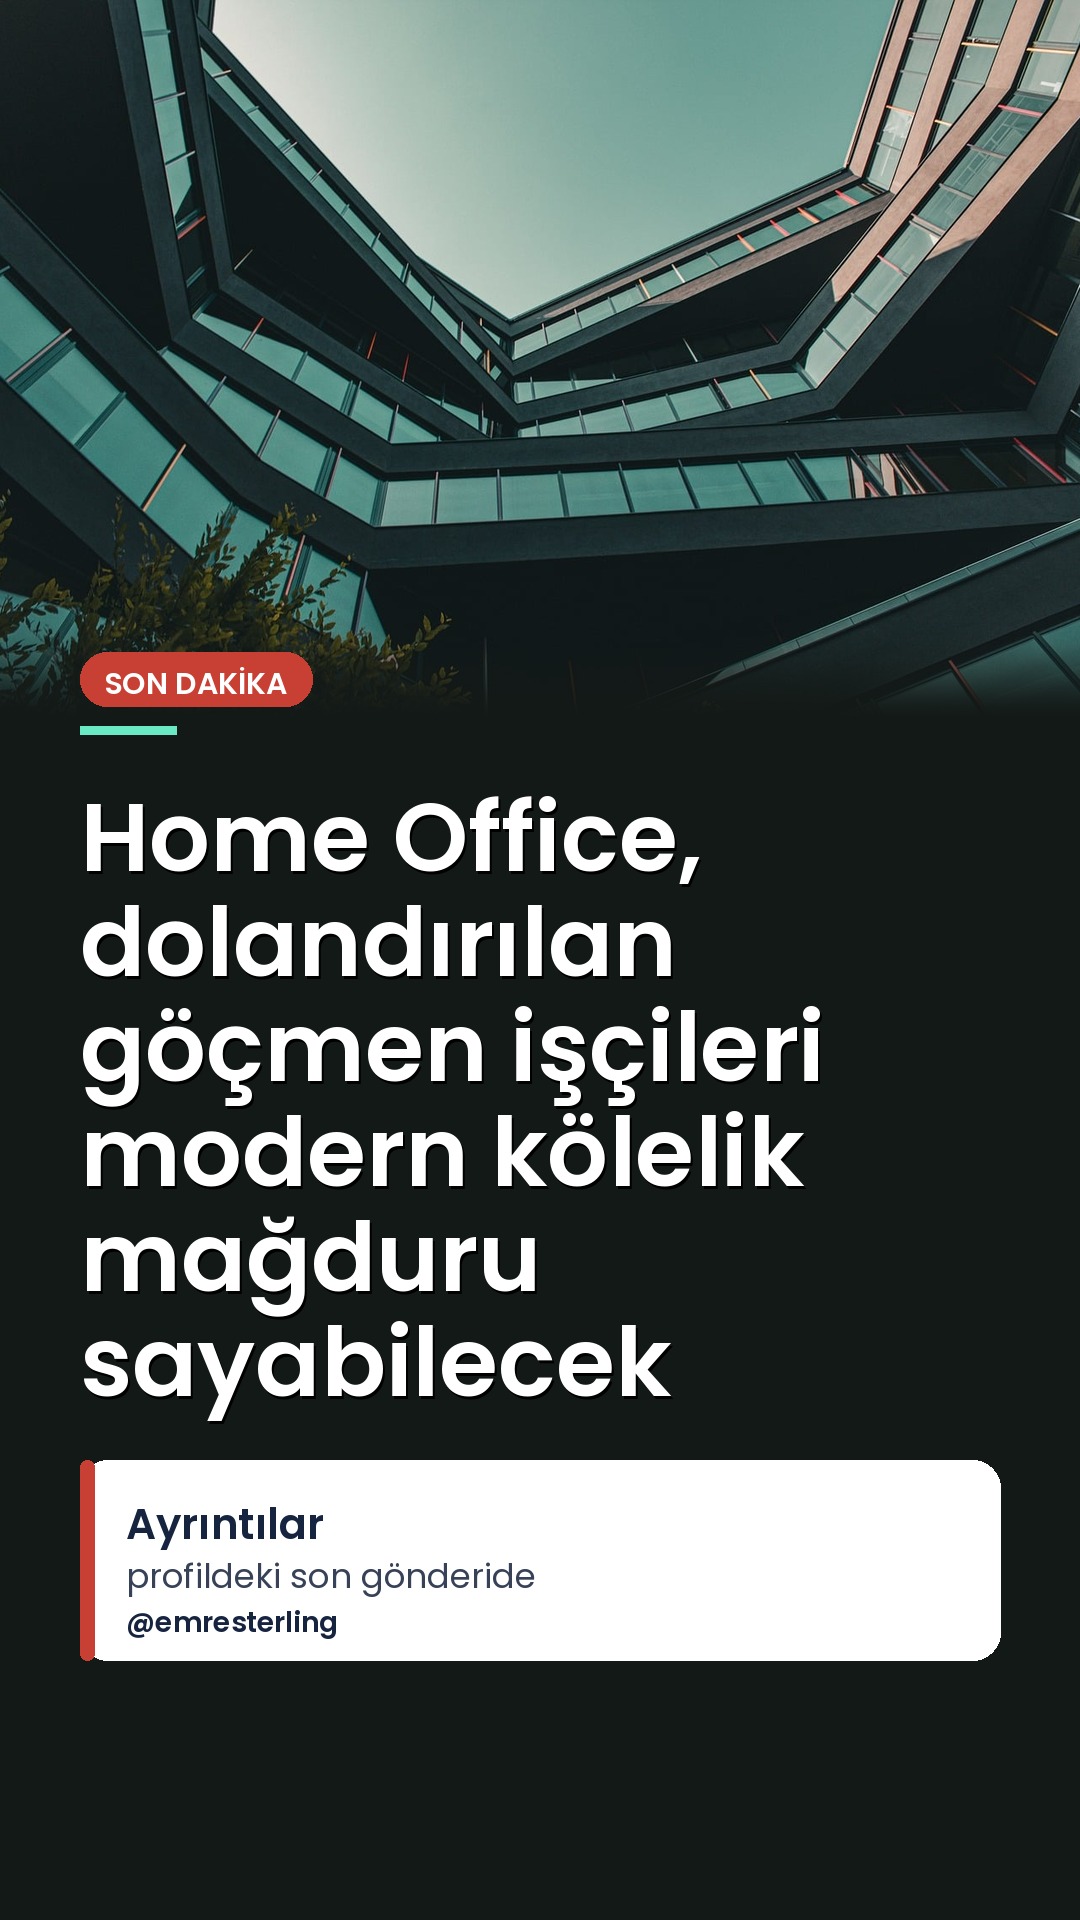 SON DAKİKA
Home Office,
dolandırılan
göçmen işçileri
modern kölelik
mağduru
sayabilecek
Ayrıntılar
profildeki son gönderide
@emresterling